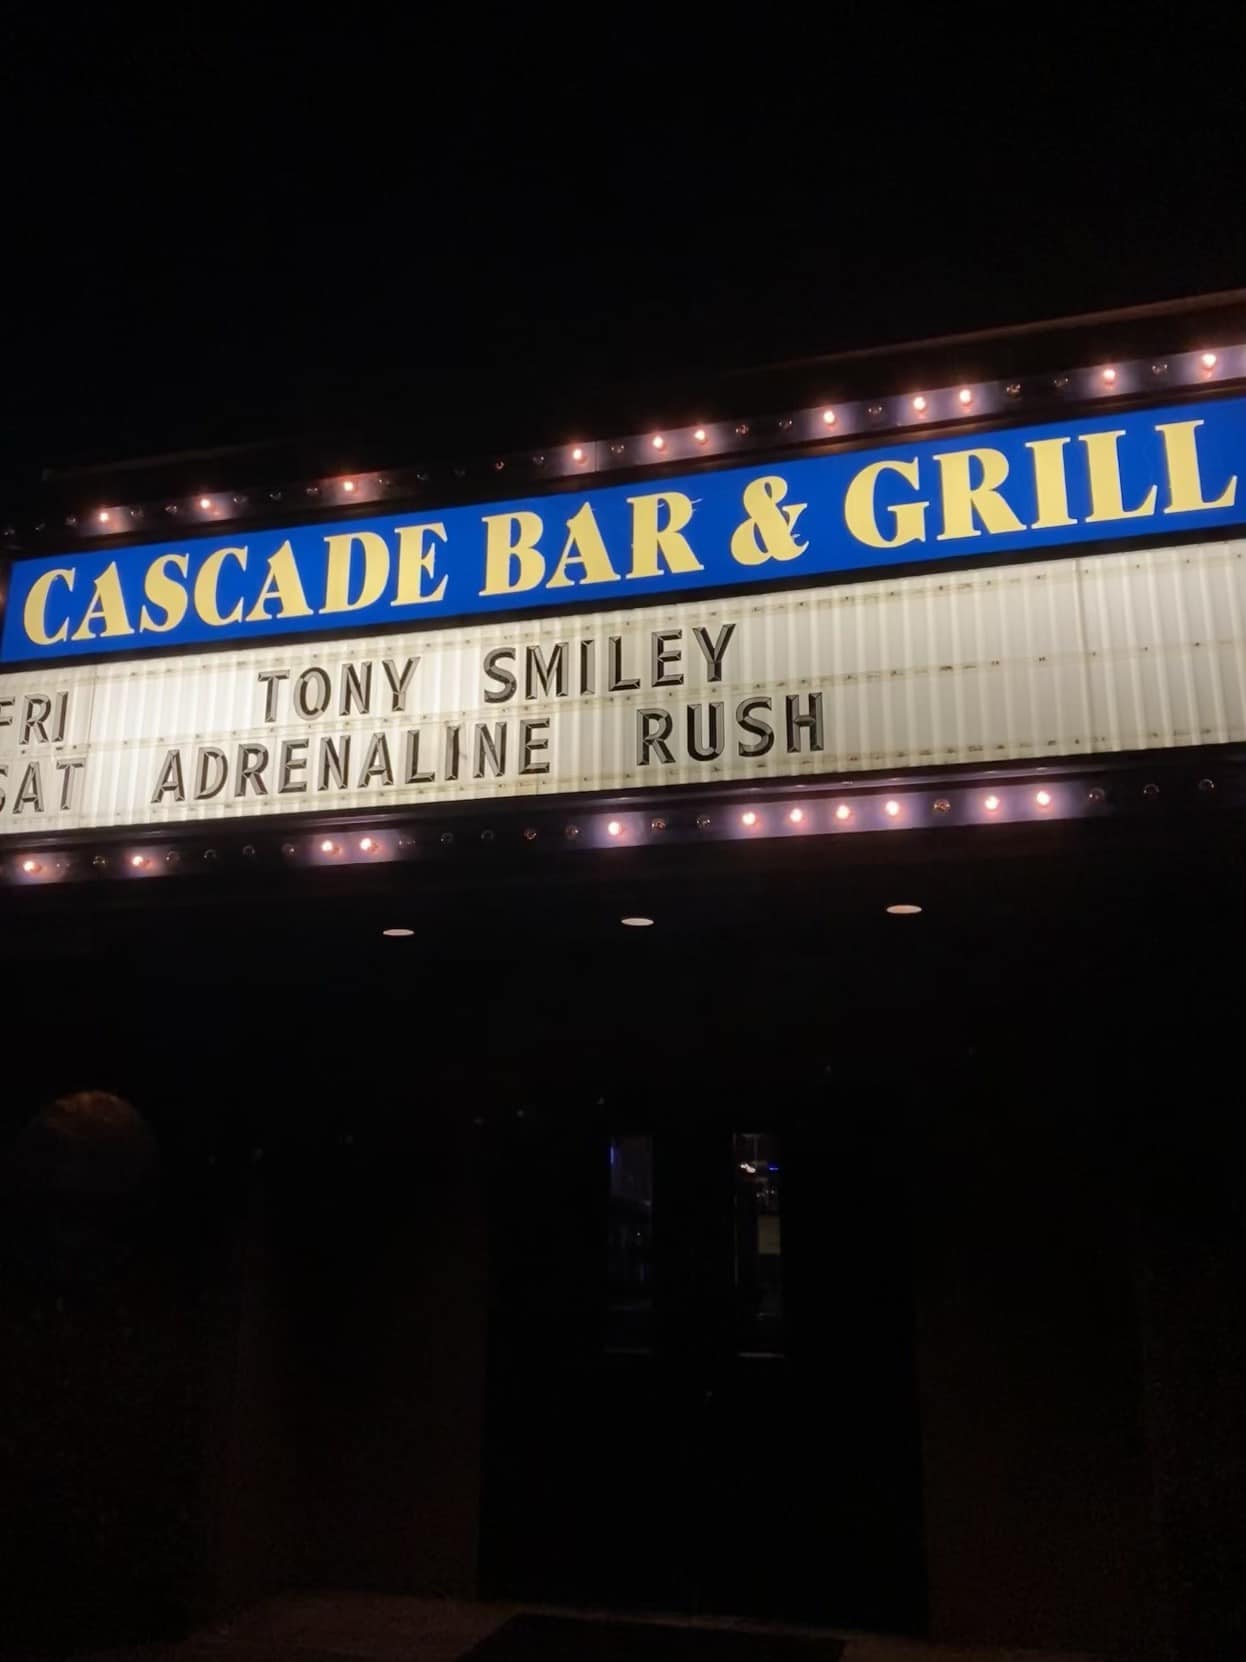 CASCADE BAR & GRILL
FRI TONY SMILEY
SAT ADRENALINE RUSH